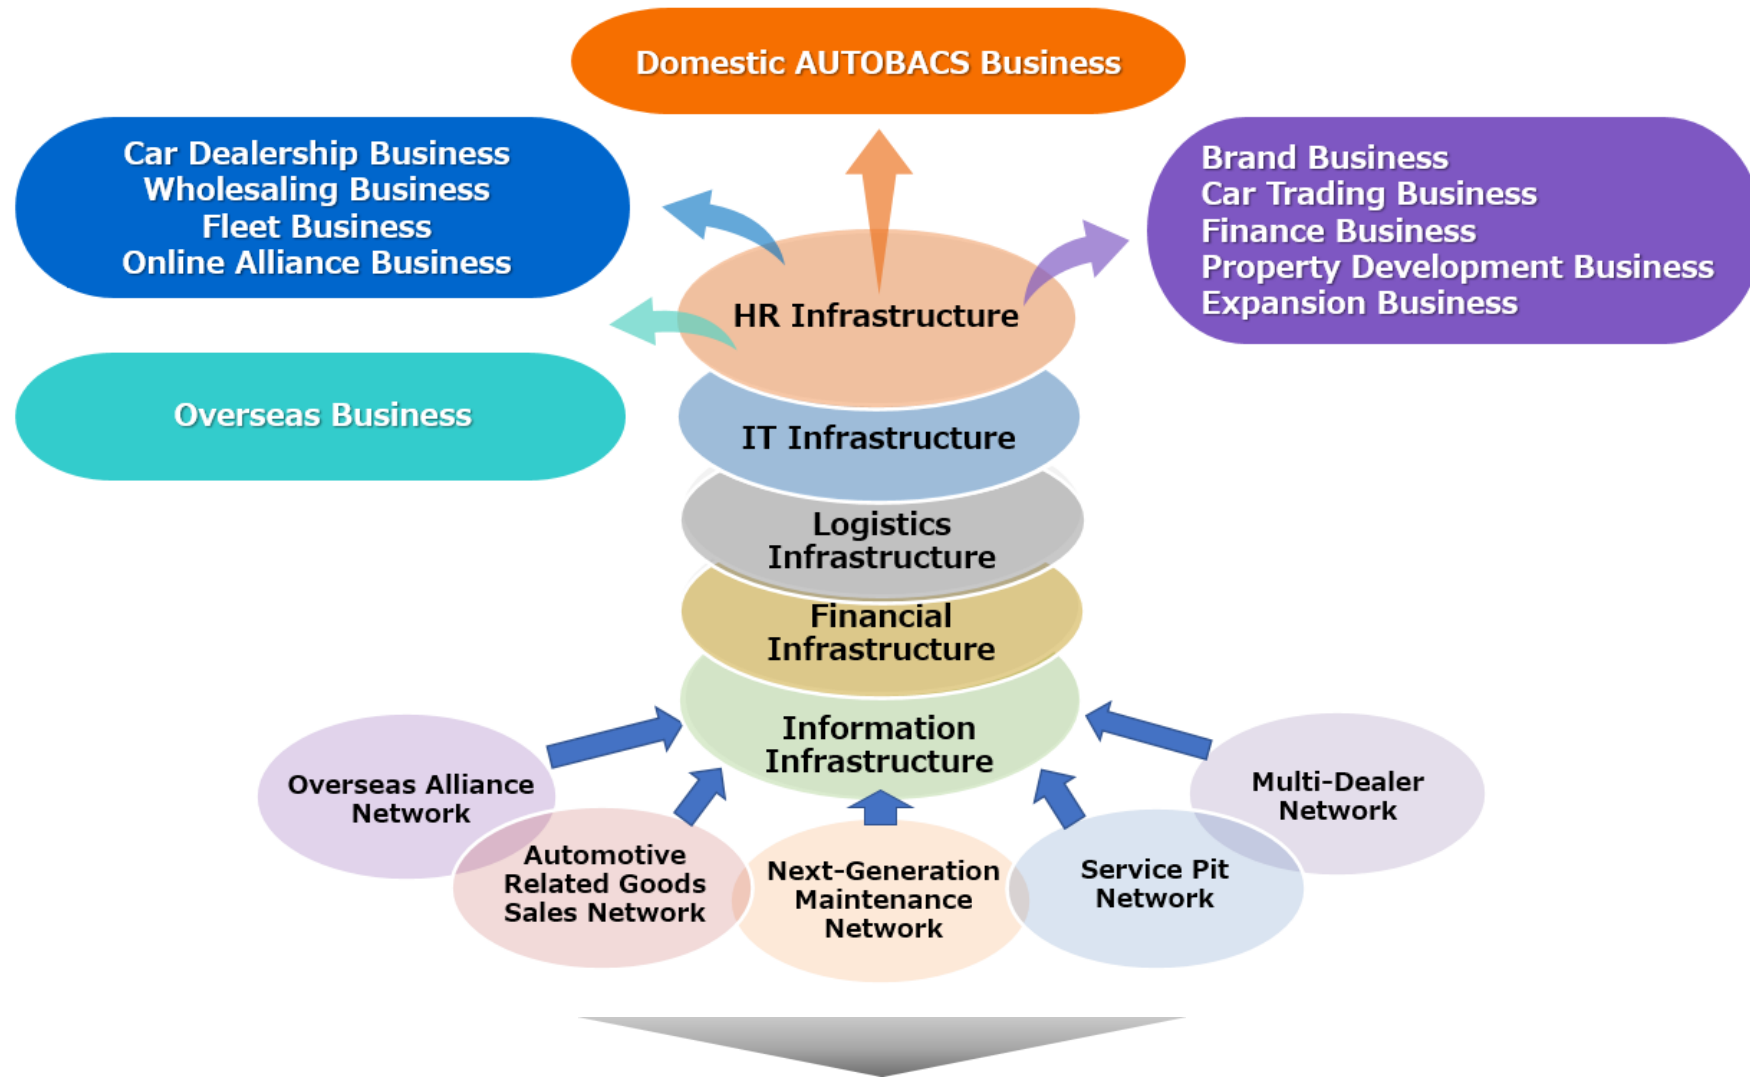 Domestic AUTOBACS Business
Car Dealership Business
Wholesaling Business
Fleet Business
Online Alliance Business
Brand Business
Car Trading Business
Finance Business
Property Development Business
Expansion Business
Overseas Business
HR Infrastructure
IT Infrastructure
Logistics
Infrastructure
Financial
Infrastructure
Information
Infrastructure
Overseas Alliance
Network
Automotive
Related Goods
Sales Network
Next-Generation
Maintenance
Network
Service Pit
Network
Multi-Dealer
Network